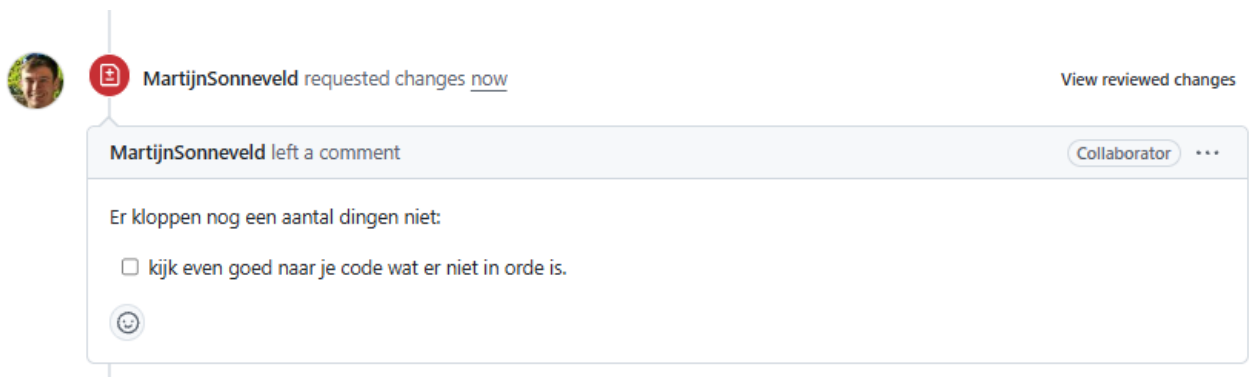 MartijnSonneveld requested changes now
View reviewed changes
MartijnSonneveld left a comment
Collaborator
Er kloppen nog een aantal dingen niet:
kijk even goed naar je code wat er niet in orde is.